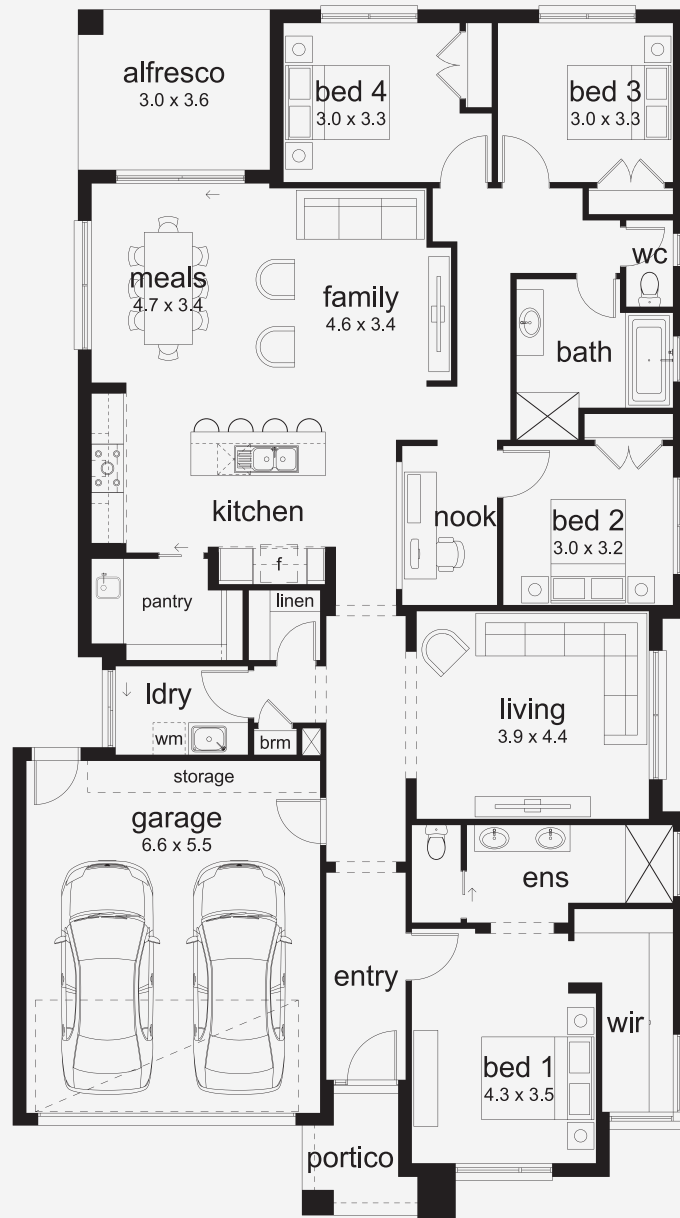 alfresco
3.0 x 3.6
bed 4
3.0 x 3.3
bed 3
3.0 x 3.3
wc
meals
4.7 x 3.4
family
4.6 x 3.4
bath
kitchen
nook
bed 2
3.0 x 3.2
f
pantry
linen
ldry
wm
brm
living
3.9 x 4.4
storage
garage
6.6 x 5.5
ens
entry
wir
bed 1
4.3 x 3.5
portico